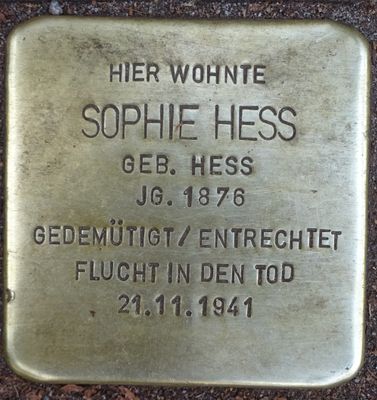 HIER WOHNTE
SOPHIE HESS
GEB. HESS
JG. 1876
GEDEMÜTIGT/ ENTRECHTET
FLUCHT IN DEN TOD
21.11.1941